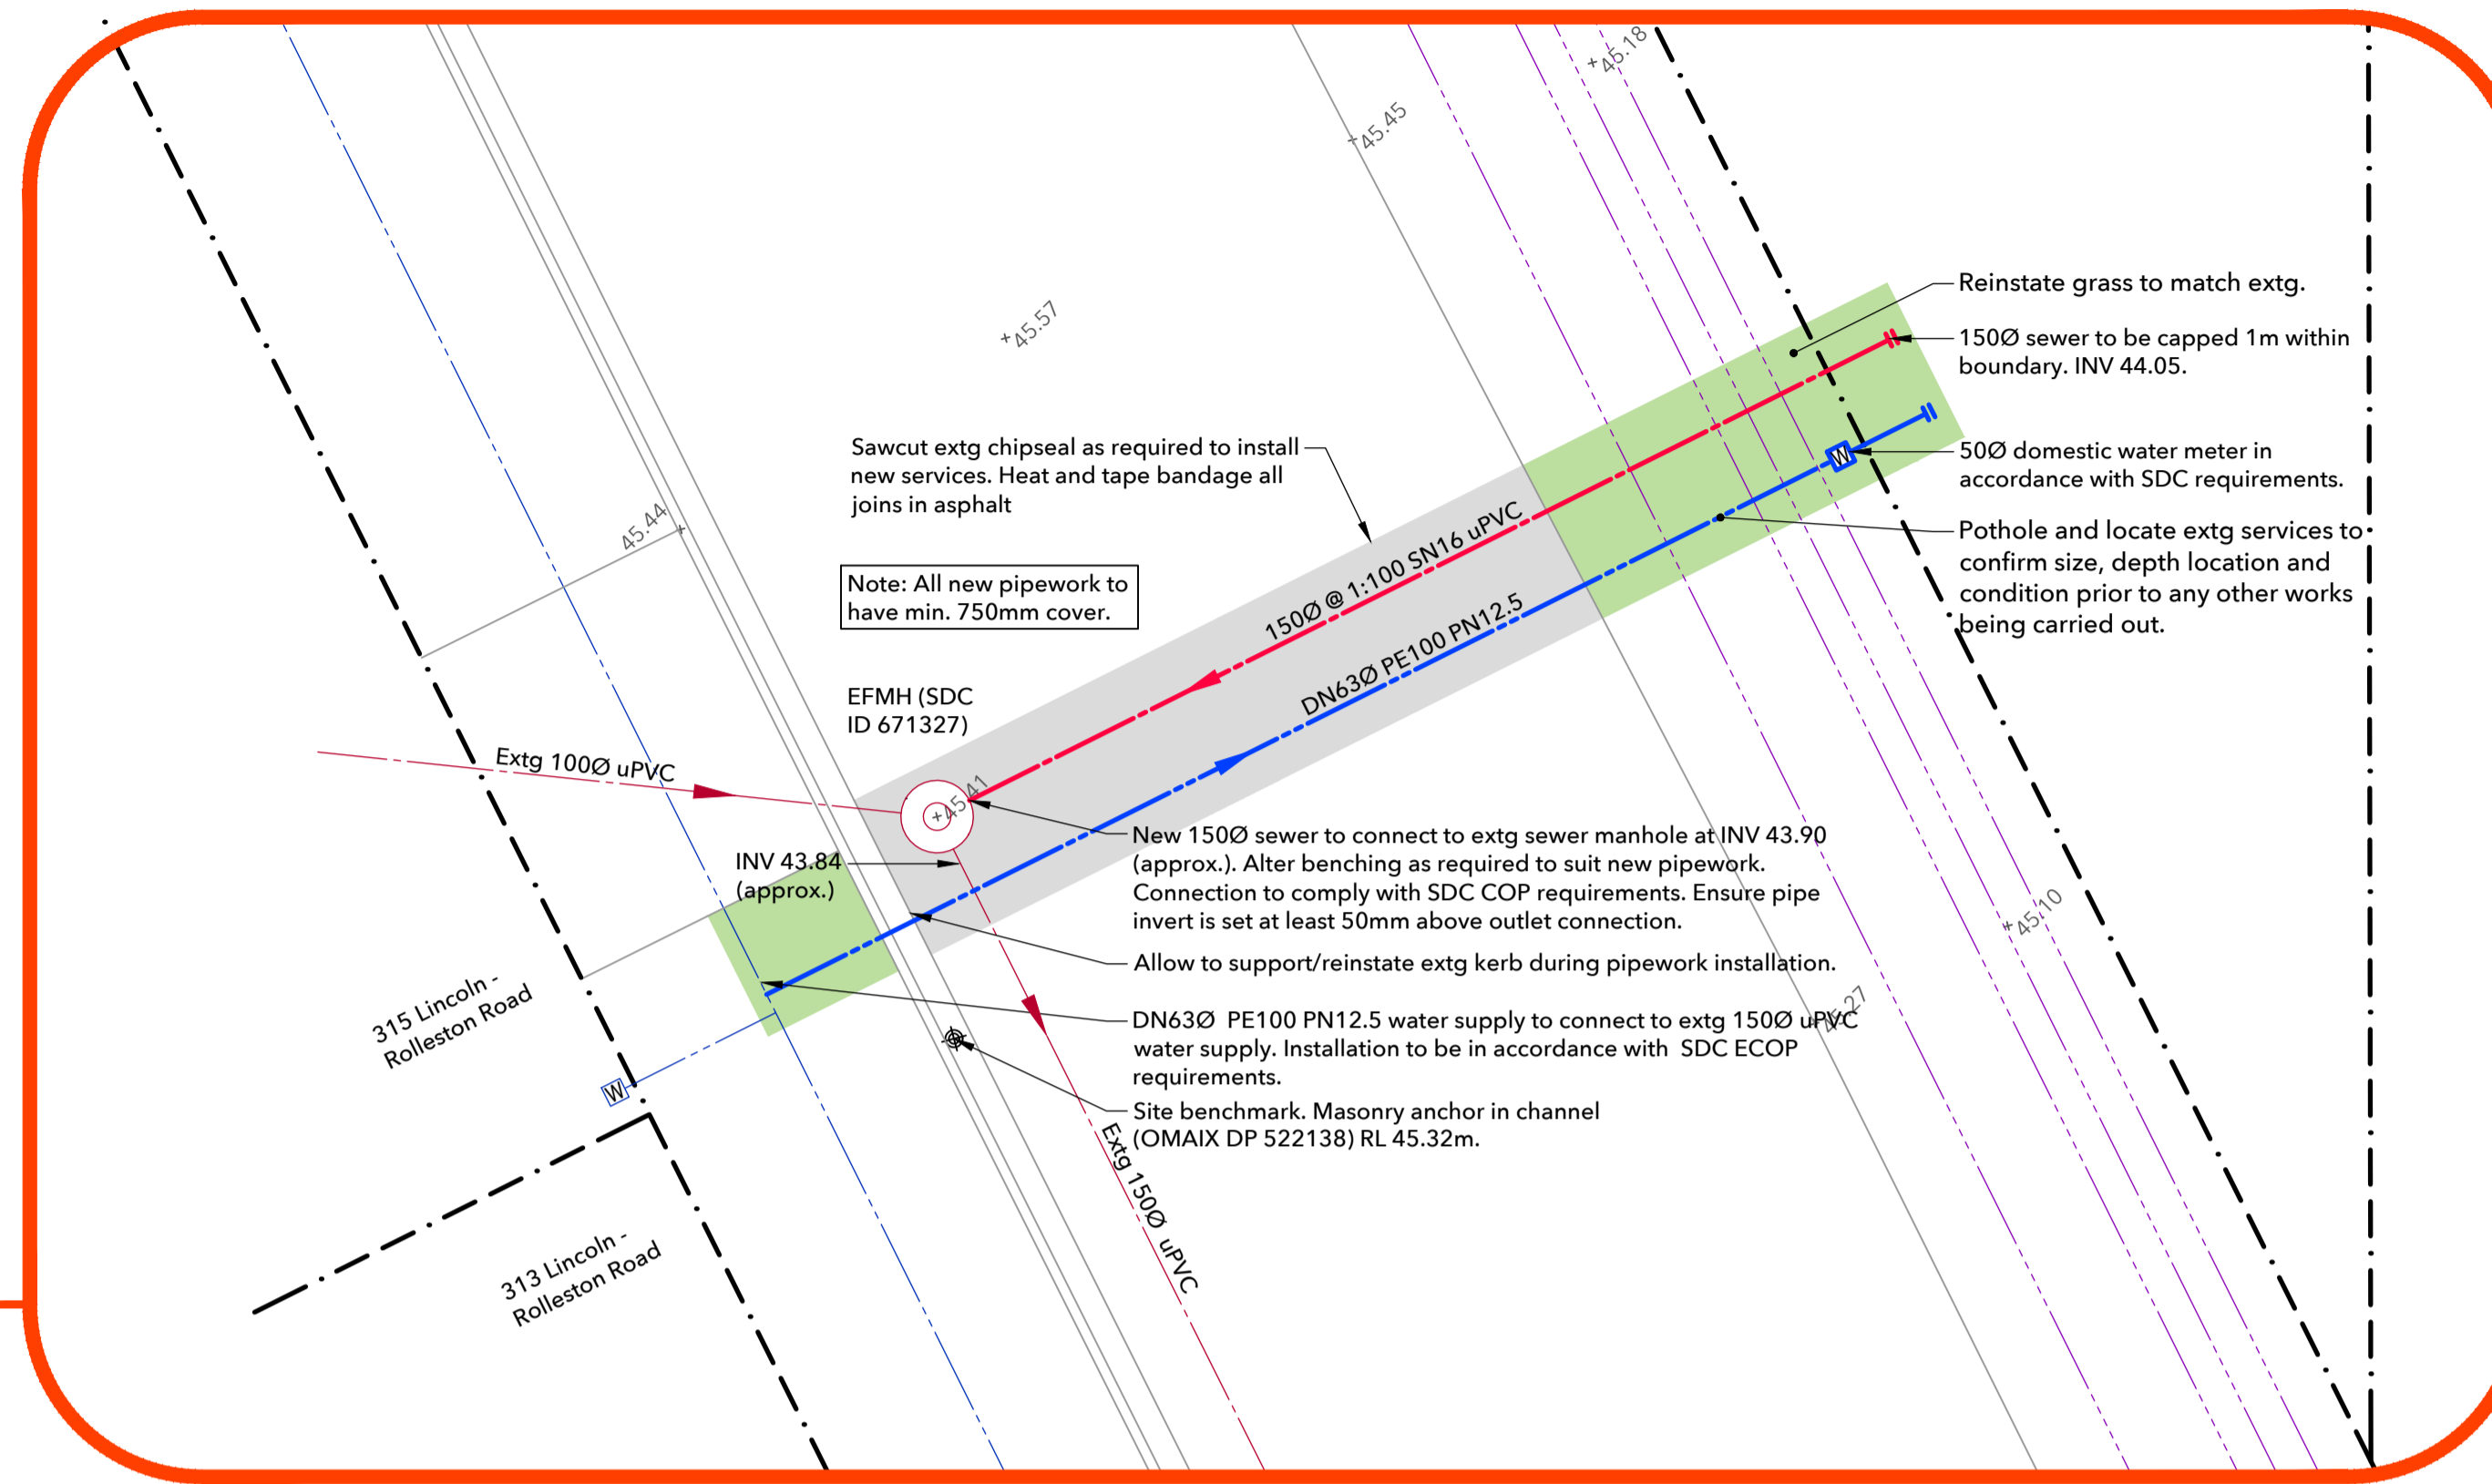 45.18
45.45
Reinstate grass to match extg.
45.57
150Ø sewer to be capped 1m within
boundary. INV 44.05.
Sawcut extg chipseal as required to install
new services. Heat and tape bandage all
joins in asphalt
W
50Ø domestic water meter in
accordance with SDC requirements.
45.44
150Ø @ 1:100 SN16 uPVC
Pothole and locate extg services to
confirm size, depth location and
condition prior to any other works
being carried out.
Note: All new pipework to
have min. 750mm cover.
DN63Ø PE100 PN12.5
EFMH (SDC
ID 671327)
Extg 100Ø uPVC
45.41
New 150Ø sewer to connect to extg sewer manhole at INV 43.90
(approx.). Alter benching as required to suit new pipework.
Connection to comply with SDC COP requirements. Ensure pipe
invert is set at least 50mm above outlet connection.
INV 43.84
(approx.)
45.10
Allow to support/reinstate extg kerb during pipework installation.
315 Lincoln -
Rolleston Road
DN63Ø PE100 PN12.5 water supply to connect to extg 150Ø uPVC
water supply. Installation to be in accordance with SDC ECOP
requirements.
45.27
W
Site benchmark. Masonry anchor in channel
(OMAIX DP 522138) RL 45.32m.
Extg 150Ø uPVC
313 Lincoln -
Rolleston Road